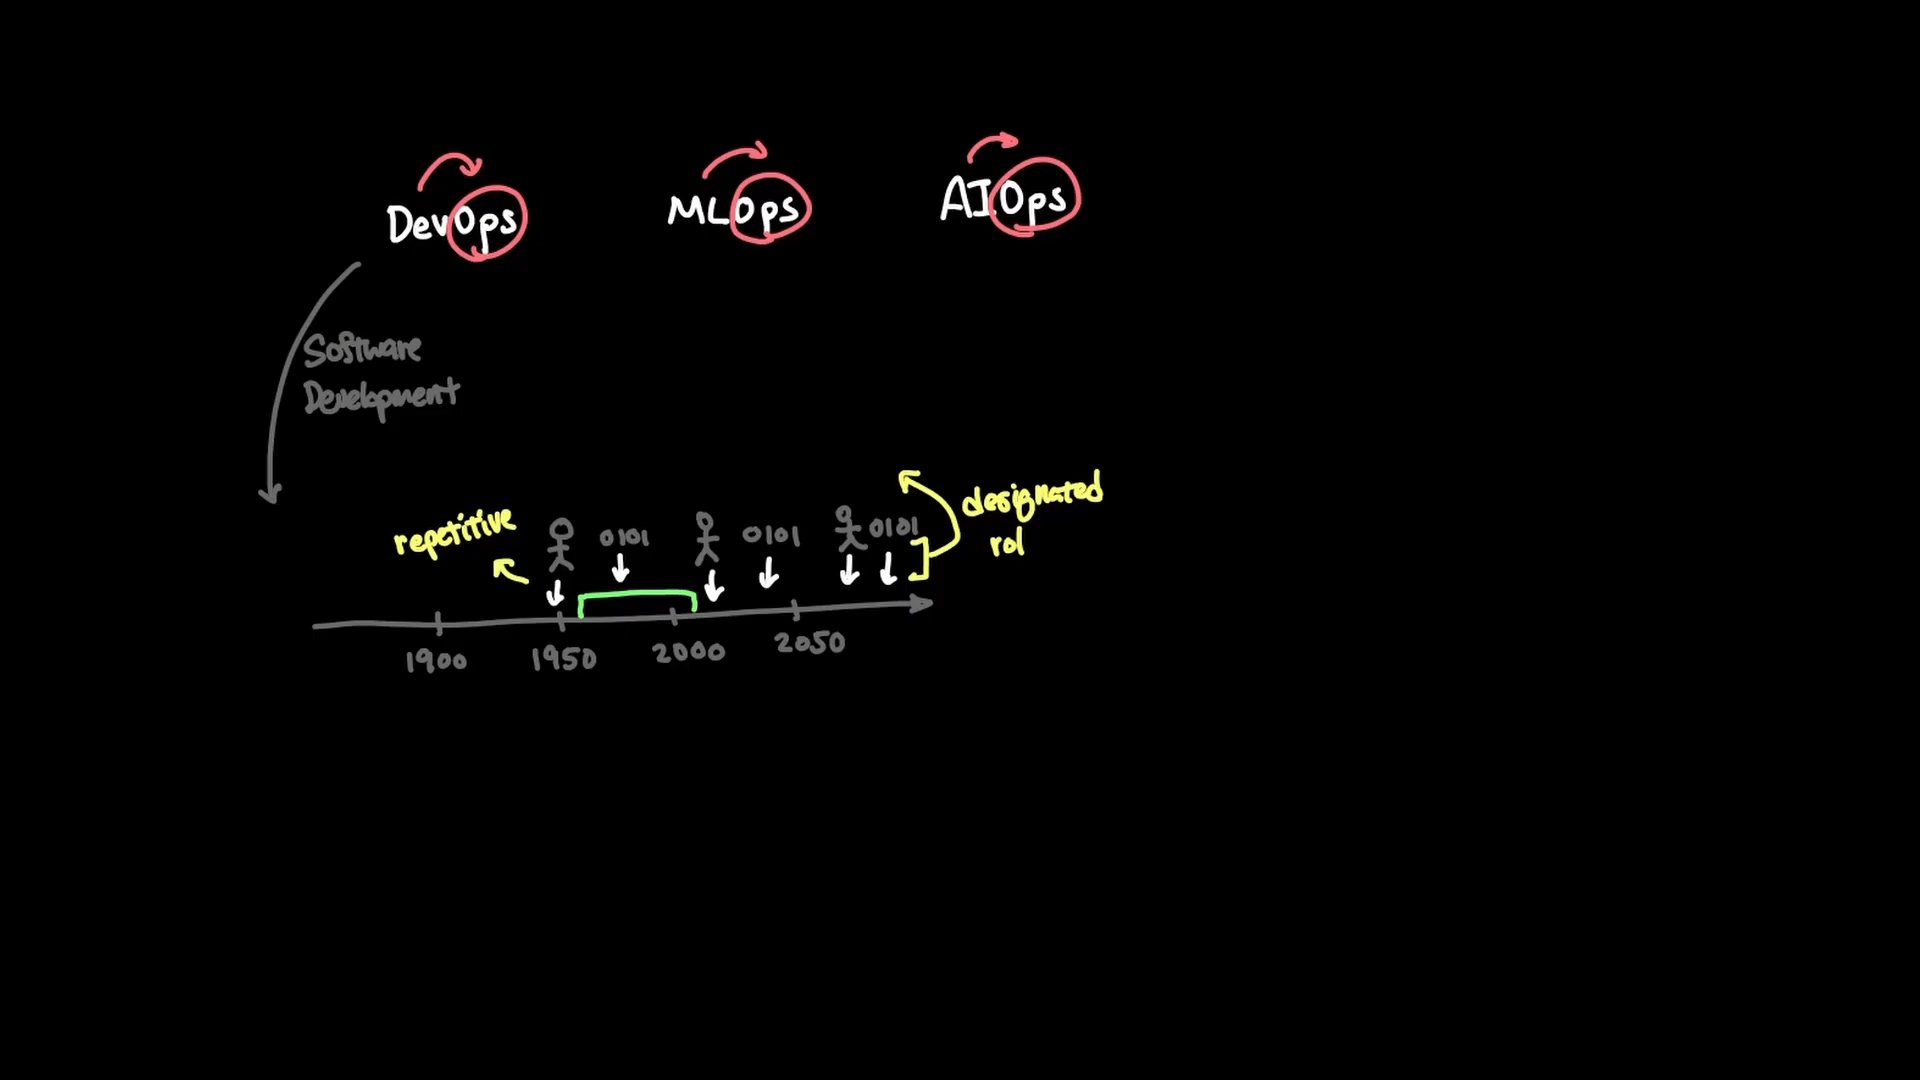 DevOps
MLOps
AIOps
Software
Development
repetitive
0101
0101
0101
designated
rol
1900
1950
2000
2050